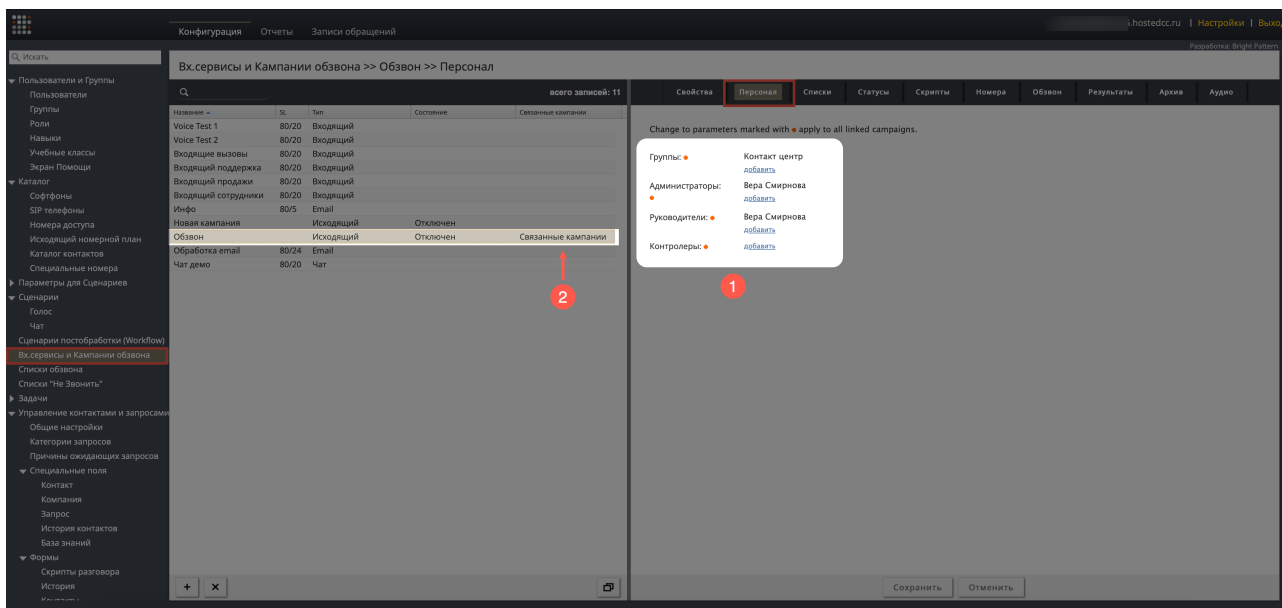 .hostedcc.ru | Настройки | Выхо
Конфигурация Отчеты Записи обращений
Разработка: Bright Pattern
Искать
Пользователи и Группы
Пользователи
Группы
Роли
Навыки
Учебные классы
Экран Помощи
Каталог
Софтфоны
SIP телефоны
Номера доступа
Исходящий номерной план
Каталог контактов
Специальные номера
Параметры для Сценариев
Сценарии
Голос
Чат
Сценарии постобработки (Workflow)
Вх.сервисы и Кампании обзвона
Списки обзвона
Списки "Не Звонить"
Задачи
Управление контактами и запросами
Общие настройки
Категории запросов
Причины ожидающих запросов
Специальные поля
Контакт
Компания
Запрос
История контактов
База знаний
Формы
Скрипты разговора
История
Контакты
Вх.сервисы и Кампании обзвона >> Обзвон >> Персонал
всего записей: 11
Название SL Тип Состояние Связанные кампании
Voice Test 1 80/20 Входящий
Voice Test 2 80/20 Входящий
Входящие вызовы 80/20 Входящий
Входящий поддержка 80/20 Входящий
Входящий продажи 80/20 Входящий
Входящий сотрудники 80/20 Входящий
Инфо 80/5 Email
Новая кампания Исходящий Отключен
Обзвон Исходящий Отключен Связанные кампании
Обработка email 80/24 Email
Чат демо 80/20 Чат
2
Свойства Персонал Списки Статусы Скрипты Номера Обзвон Результаты Архив Аудио
Change to parameters marked with ● apply to all linked campaigns.
Группы: ● Контакт центр
добавить
Администраторы: ● Вера Смирнова
добавить
Руководители: ● Вера Смирнова
добавить
Контролеры: ● добавить
1
Сохранить Отменить